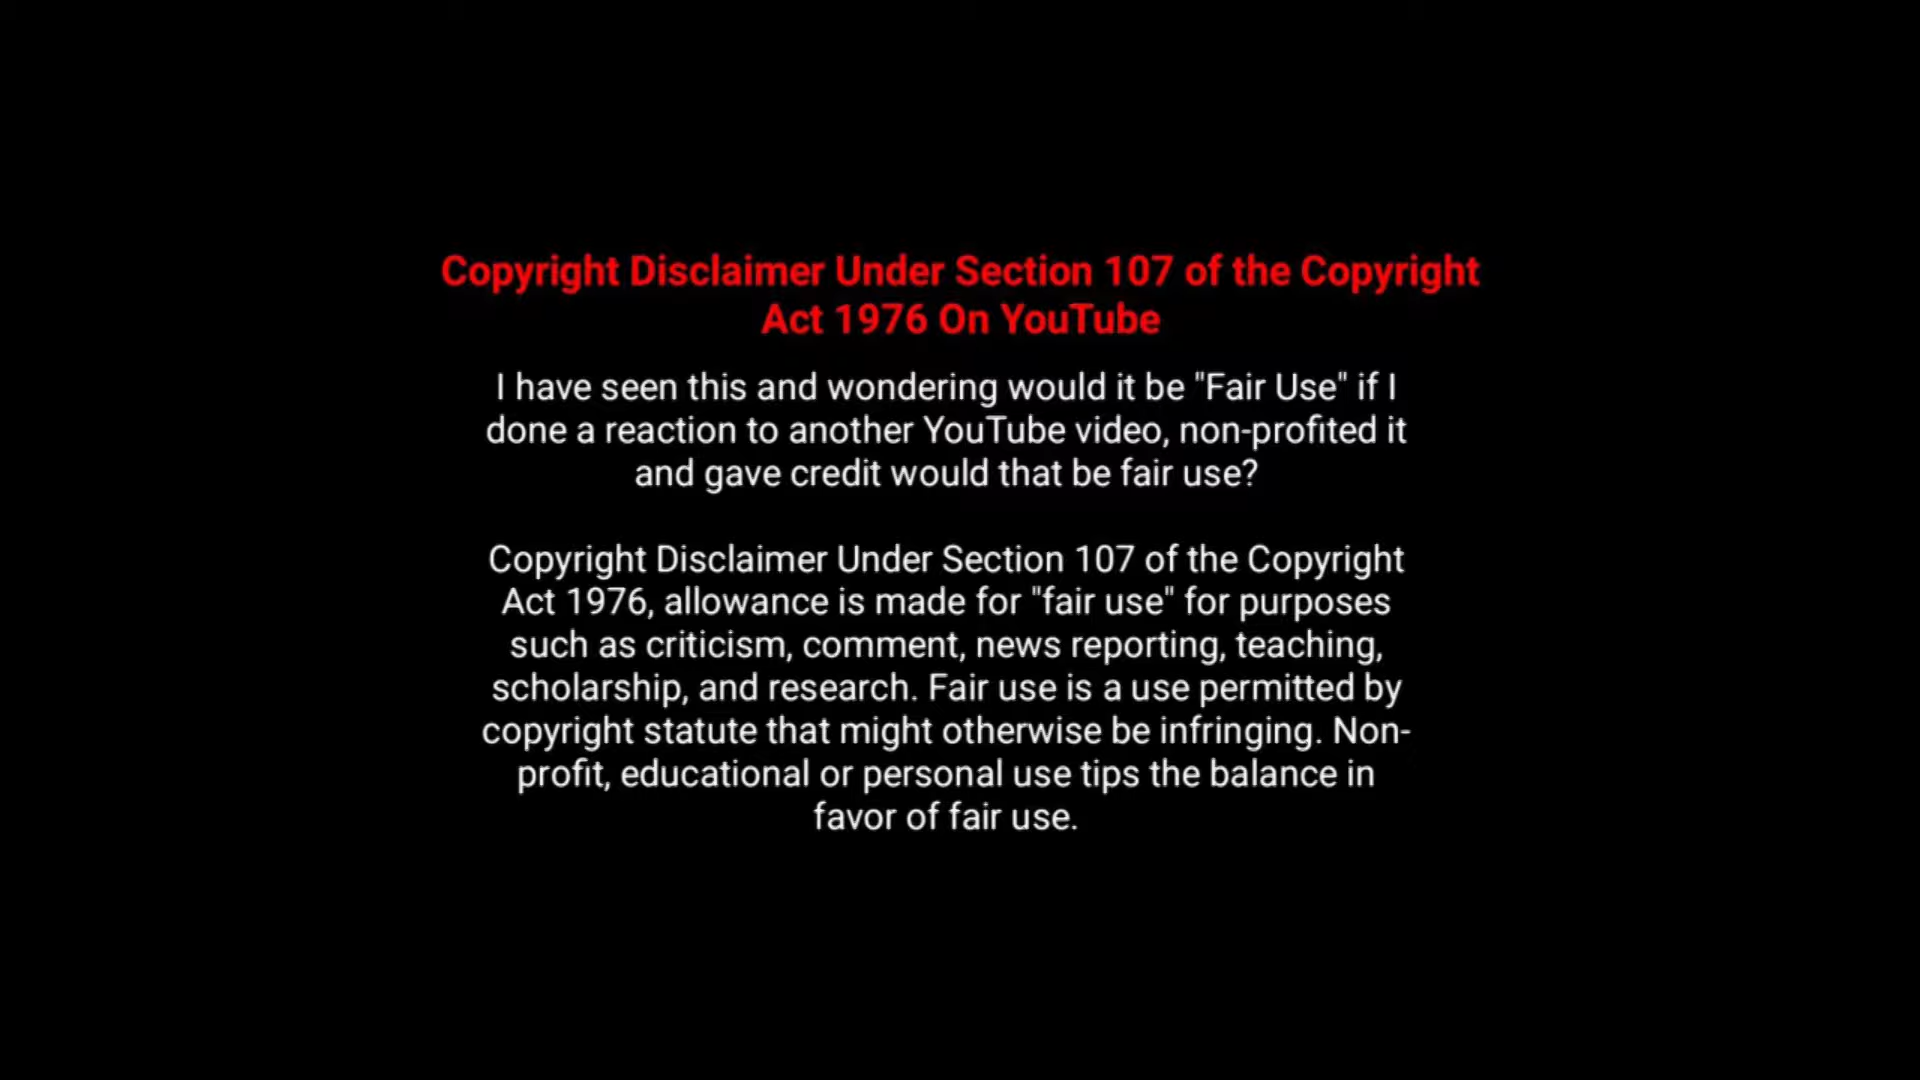 Copyright Disclaimer Under Section 107 of the Copyright
Act 1976 On YouTube
I have seen this and wondering would it be "Fair Use" if I
done a reaction to another YouTube video, non-profited it
and gave credit would that be fair use?
Copyright Disclaimer Under Section 107 of the Copyright
Act 1976, allowance is made for "fair use" for purposes
such as criticism, comment, news reporting, teaching,
scholarship, and research. Fair use is a use permitted by
copyright statute that might otherwise be infringing. Non-
profit, educational or personal use tips the balance in
favor of fair use.